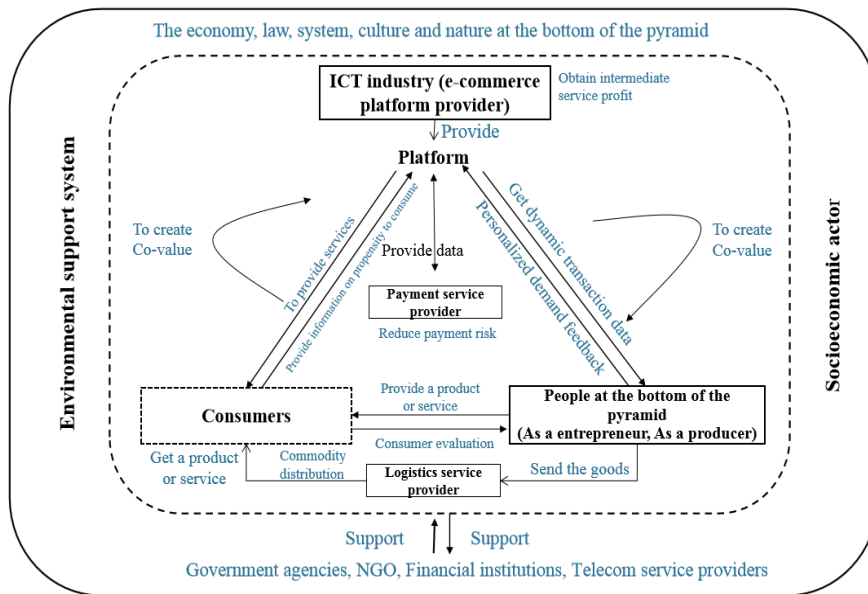 The economy, law, system, culture and nature at the bottom of the pyramid
ICT industry (e-commerce
platform provider)
Obtain intermediate
service profit
Provide
Platform
Environmental support system
Socioeconomic actor
To create
Co-value
To provide services
Provide information on propensity to consume
Provide data
Get dynamic transaction data
Personalized demand feedback
To create
Co-value
Payment service
provider
Reduce payment risk
Consumers
Provide a product
or service
People at the bottom of the
pyramid
(As a entrepreneur, As a producer)
Consumer evaluation
Get a product
or service
Commodity
distribution
Logistics service
provider
Send the goods
Support
Support
Government agencies, NGO, Financial institutions, Telecom service providers